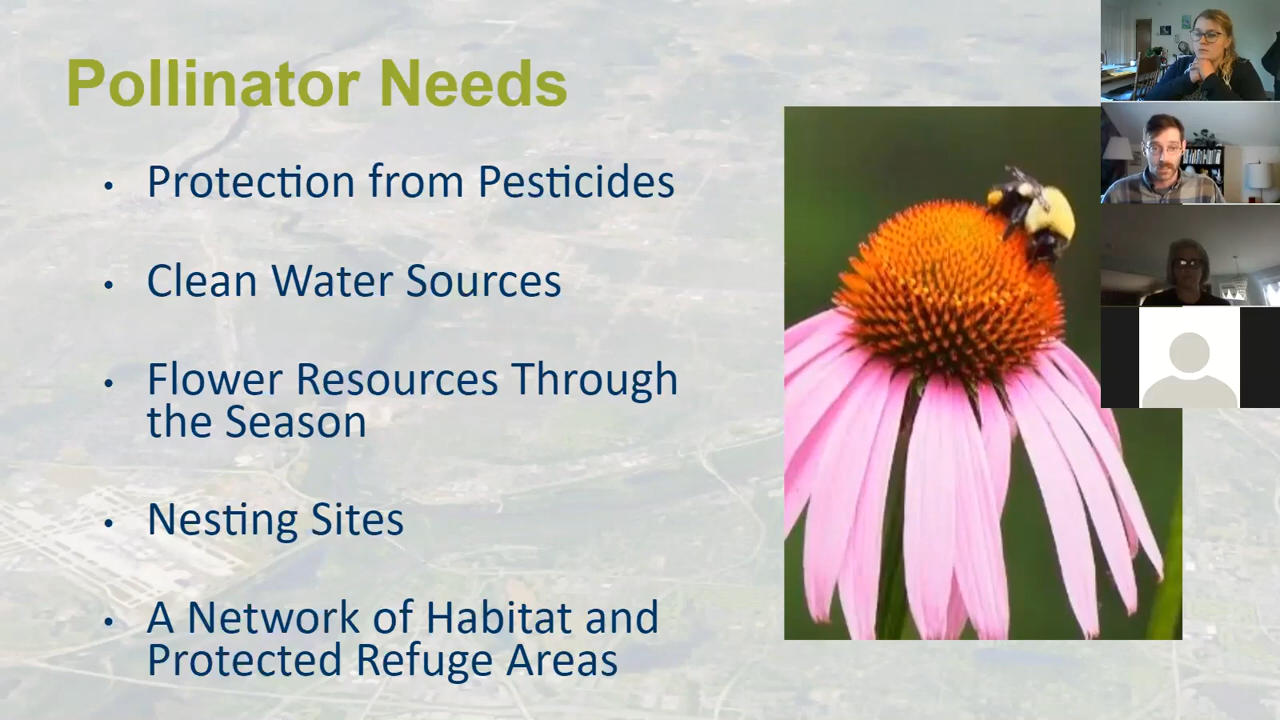 Pollinator Needs
• Protection from Pesticides
• Clean Water Sources
• Flower Resources Through
the Season
• Nesting Sites
• A Network of Habitat and
Protected Refuge Areas